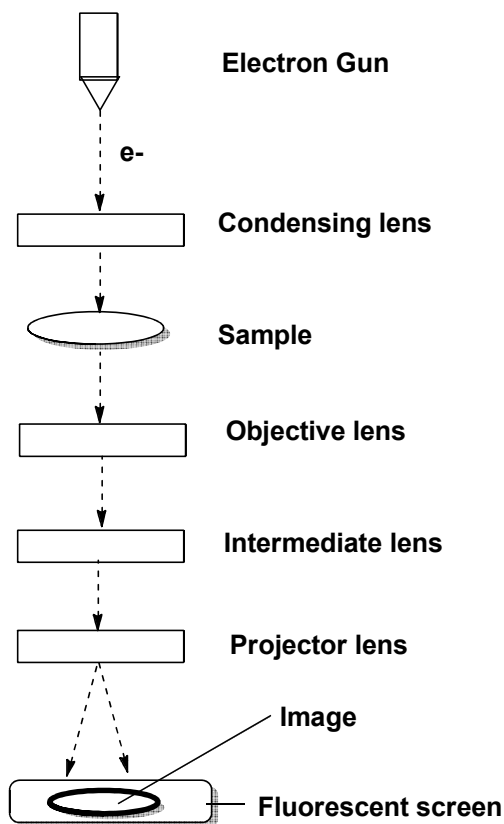 Electron Gun
e-
Condensing lens
Sample
Objective lens
Intermediate lens
Projector lens
Image
Fluorescent screen